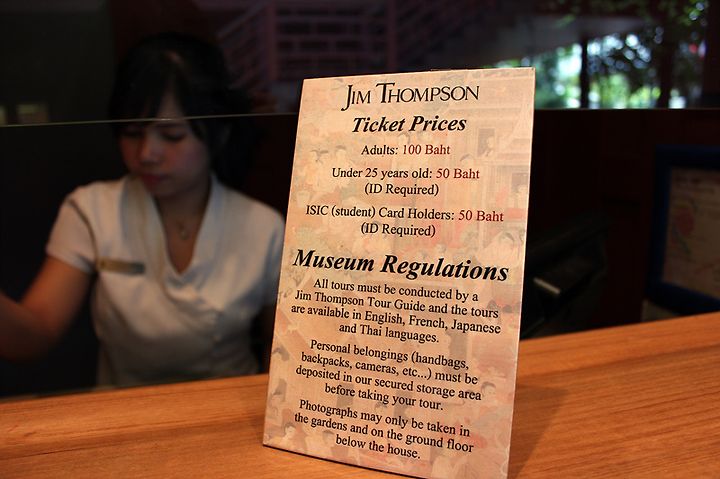 JIM THOMPSON
Ticket Prices
Adults: 100 Baht
Under 25 years old: 50 Baht
(ID Required)
ISIC (student) Card Holders: 50 Baht
(ID Required)
Museum Regulations
All tours must be conducted by a
Jim Thompson Tour Guide and the tours
are available in English, French, Japanese
and Thai languages.
Personal belongings (handbags,
backpacks, cameras, etc...) must be
deposited in our secured storage area
before taking your tour.
Photographs may only be taken in
the gardens and on the ground floor
below the house.